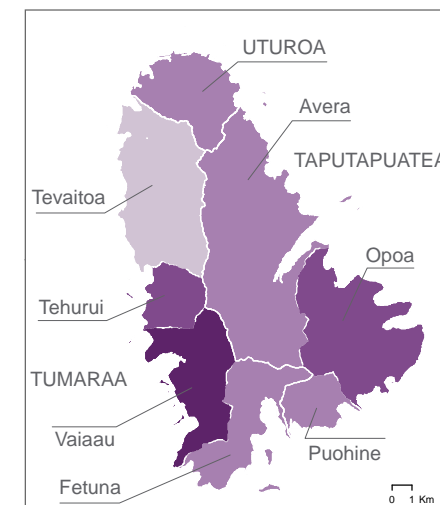 UTUROA
Avera
TAPUTAPUATEA
Tevaitoa
Opoa
Tehurui
TUMARAA
Vaiaau
Puohine
Fetuna
0 1 Km